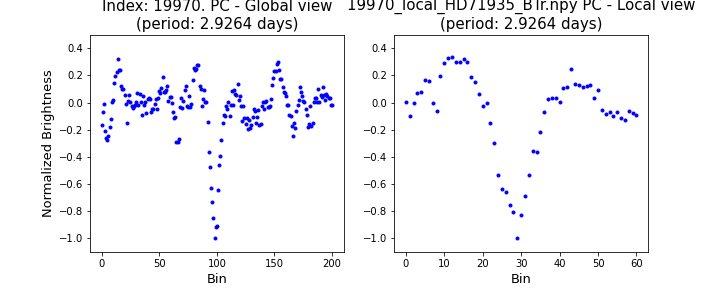 Index: 19970. PC - Global view
(period: 2.9264 days)
19970_local_HD71935_BTr.npy PC - Local view
(period: 2.9264 days)
Normalized Brightness
0.4
0.2
0.0
−0.2
−0.4
−0.6
−0.8
−1.0
0 50 100 150 200
Bin
0.4
0.2
0.0
−0.2
−0.4
−0.6
−0.8
−1.0
0 10 20 30 40 50 60
Bin